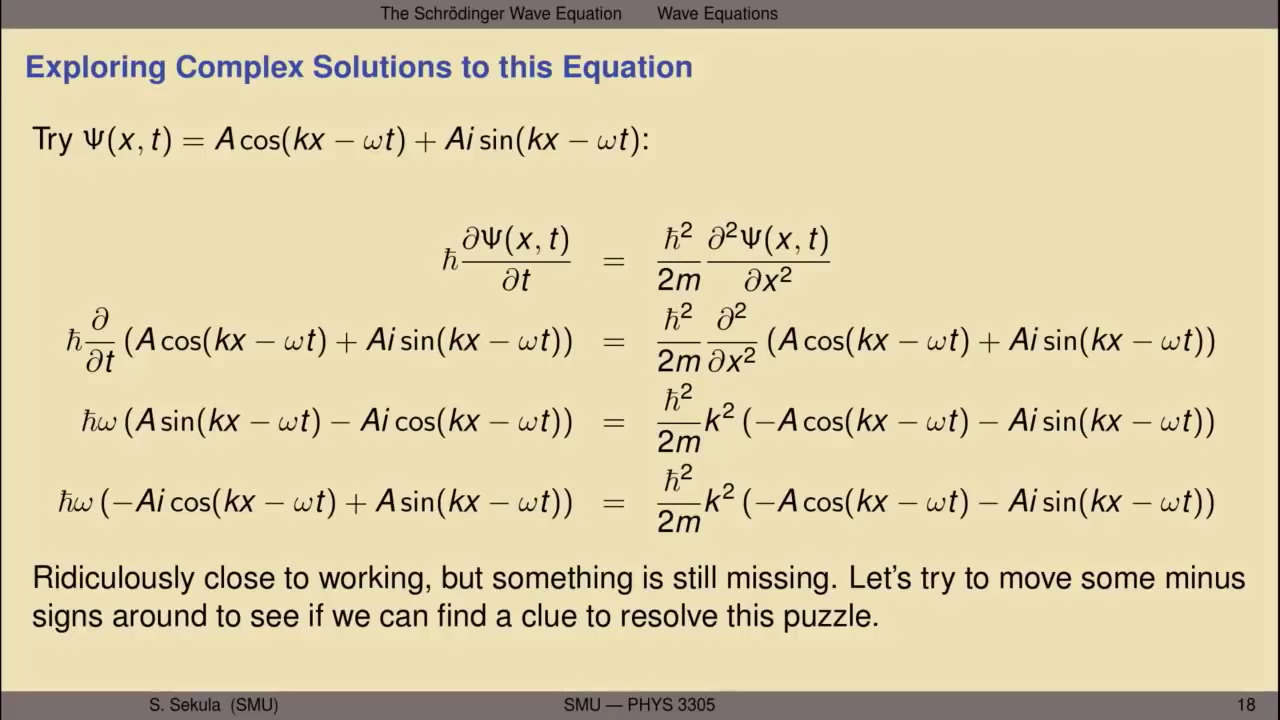 The Schrödinger Wave Equation Wave Equations
Exploring Complex Solutions to this Equation
Try Ψ(x, t) = A cos(kx − ωt) + Ai sin(kx − ωt):
ħ ∂Ψ(x, t)/∂t = ħ²/2m ∂²Ψ(x, t)/∂x²
ħ ∂/∂t (A cos(kx − ωt) + Ai sin(kx − ωt)) = ħ²/2m ∂²/∂x² (A cos(kx − ωt) + Ai sin(kx − ωt))
ħω (A sin(kx − ωt) − Ai cos(kx − ωt)) = ħ²/2m k² (−A cos(kx − ωt) − Ai sin(kx − ωt))
ħω (−Ai cos(kx − ωt) + A sin(kx − ωt)) = ħ²/2m k² (−A cos(kx − ωt) − Ai sin(kx − ωt))
Ridiculously close to working, but something is still missing. Let's try to move some minus
signs around to see if we can find a clue to resolve this puzzle.
S. Sekula (SMU) SMU — PHYS 3305 18